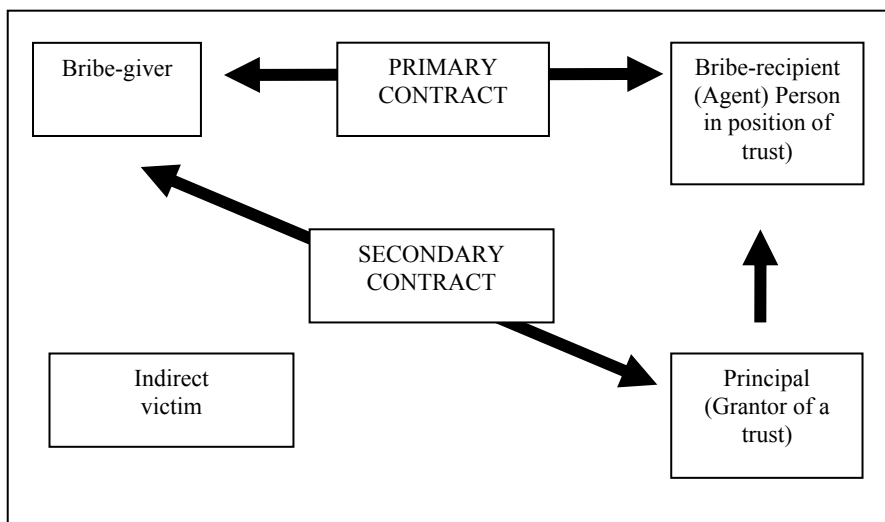 Bribe-giver
PRIMARY
CONTRACT
Bribe-recipient
(Agent) Person
in position of
trust)
SECONDARY
CONTRACT
Indirect
victim
Principal
(Grantor of a
trust)